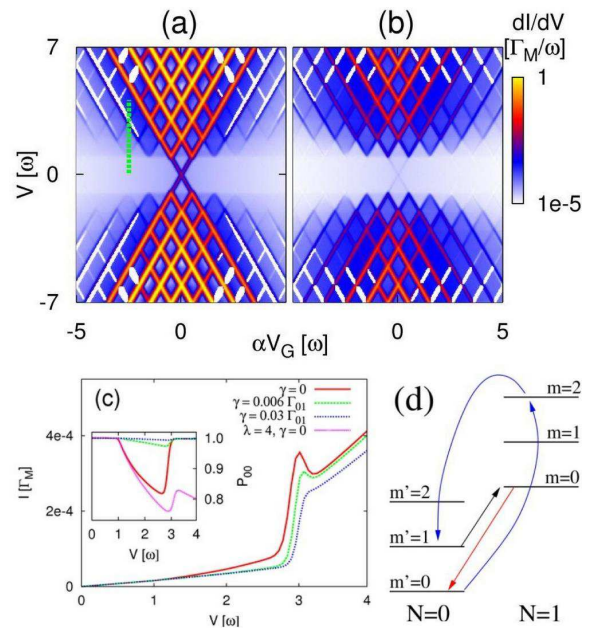 (a)
(b)
dI/dV
[Γ_M/ω]
7
0
-7
V [ω]
1
1e-5
-5
0
0
5
αV_G [ω]
(c)
γ=0
γ=0.006 Γ_01
γ=0.03 Γ_01
λ=4, γ=0
4e-4
2e-4
0
I [Γ_M]
1.0
0.9
0.8
P_00
0 1 2 3 4
V [ω]
0 1 2 3 4
V [ω]
(d)
m=2
m=1
m=0
m'=2
m'=1
m'=0
N=0 N=1